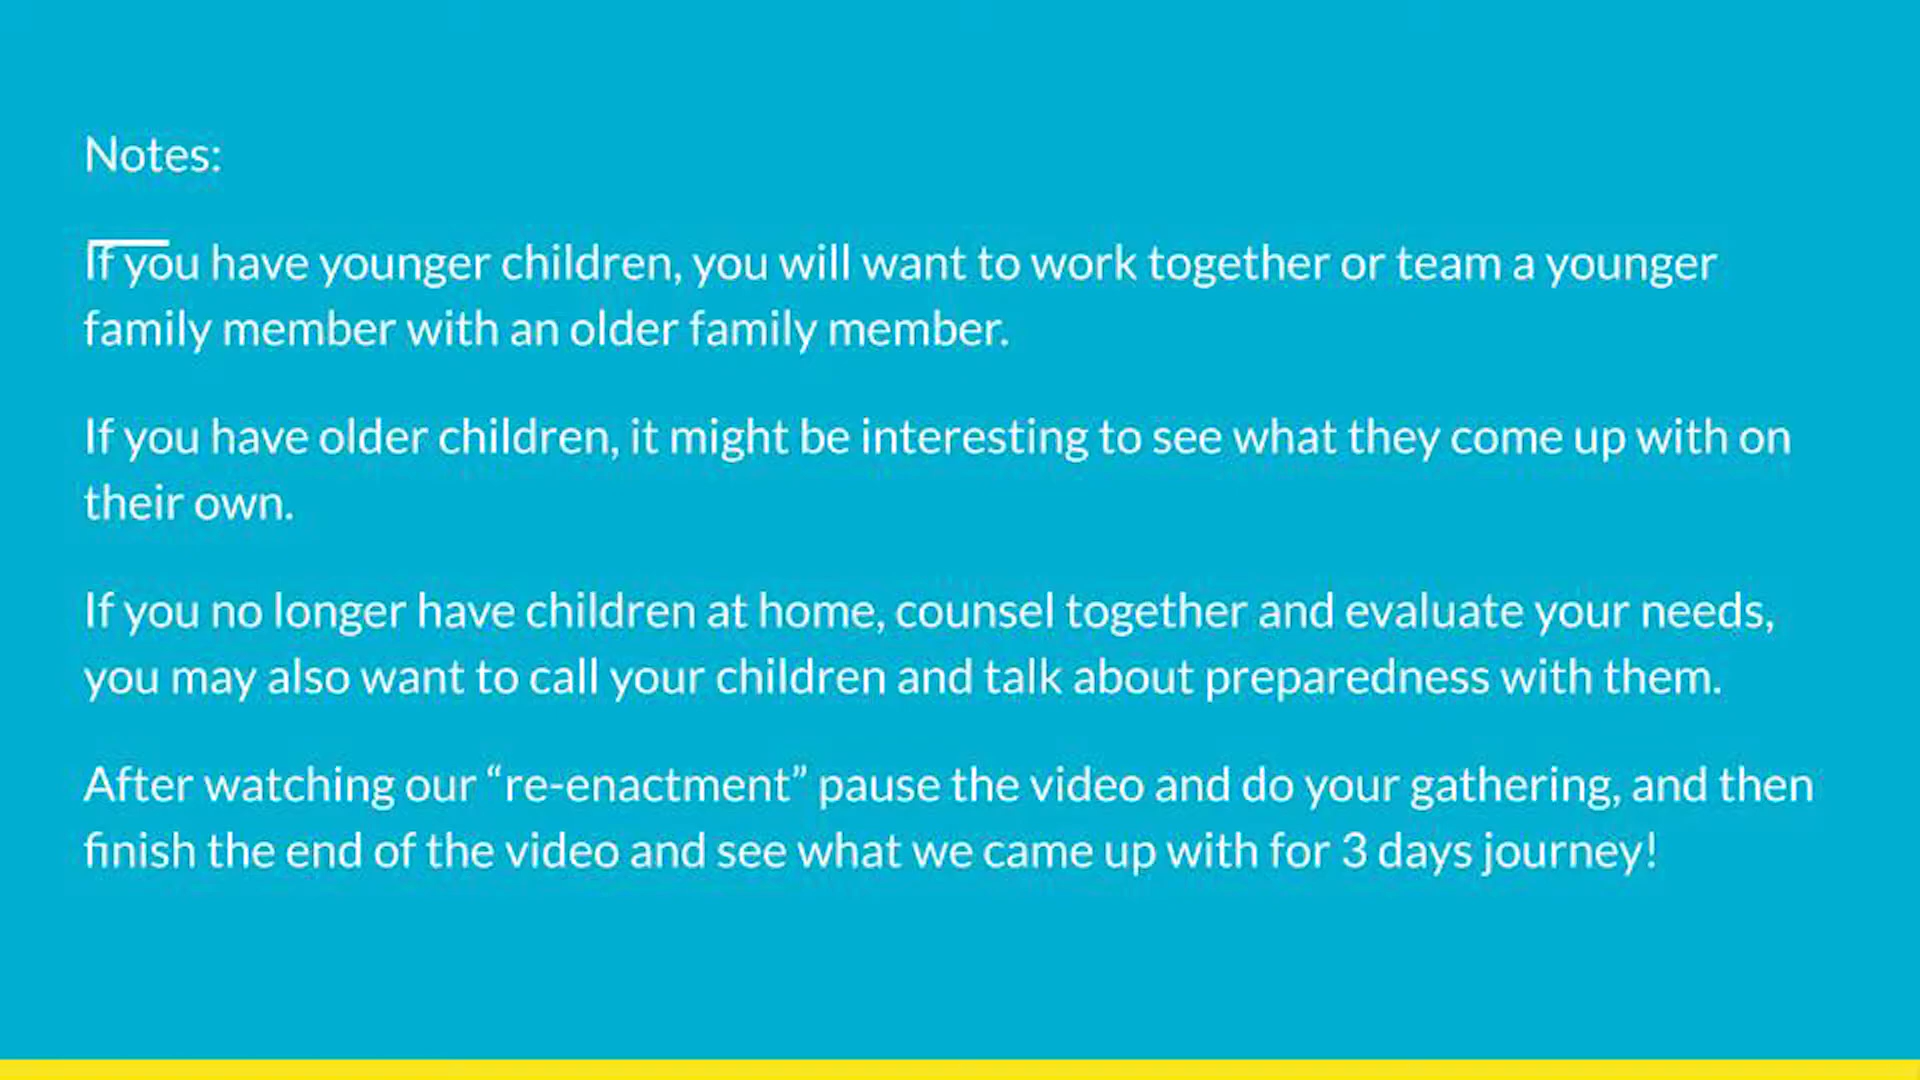 Notes:
If you have younger children, you will want to work together or team a younger
family member with an older family member.
If you have older children, it might be interesting to see what they come up with on
their own.
If you no longer have children at home, counsel together and evaluate your needs,
you may also want to call your children and talk about preparedness with them.
After watching our “re-enactment” pause the video and do your gathering, and then
finish the end of the video and see what we came up with for 3 days journey!